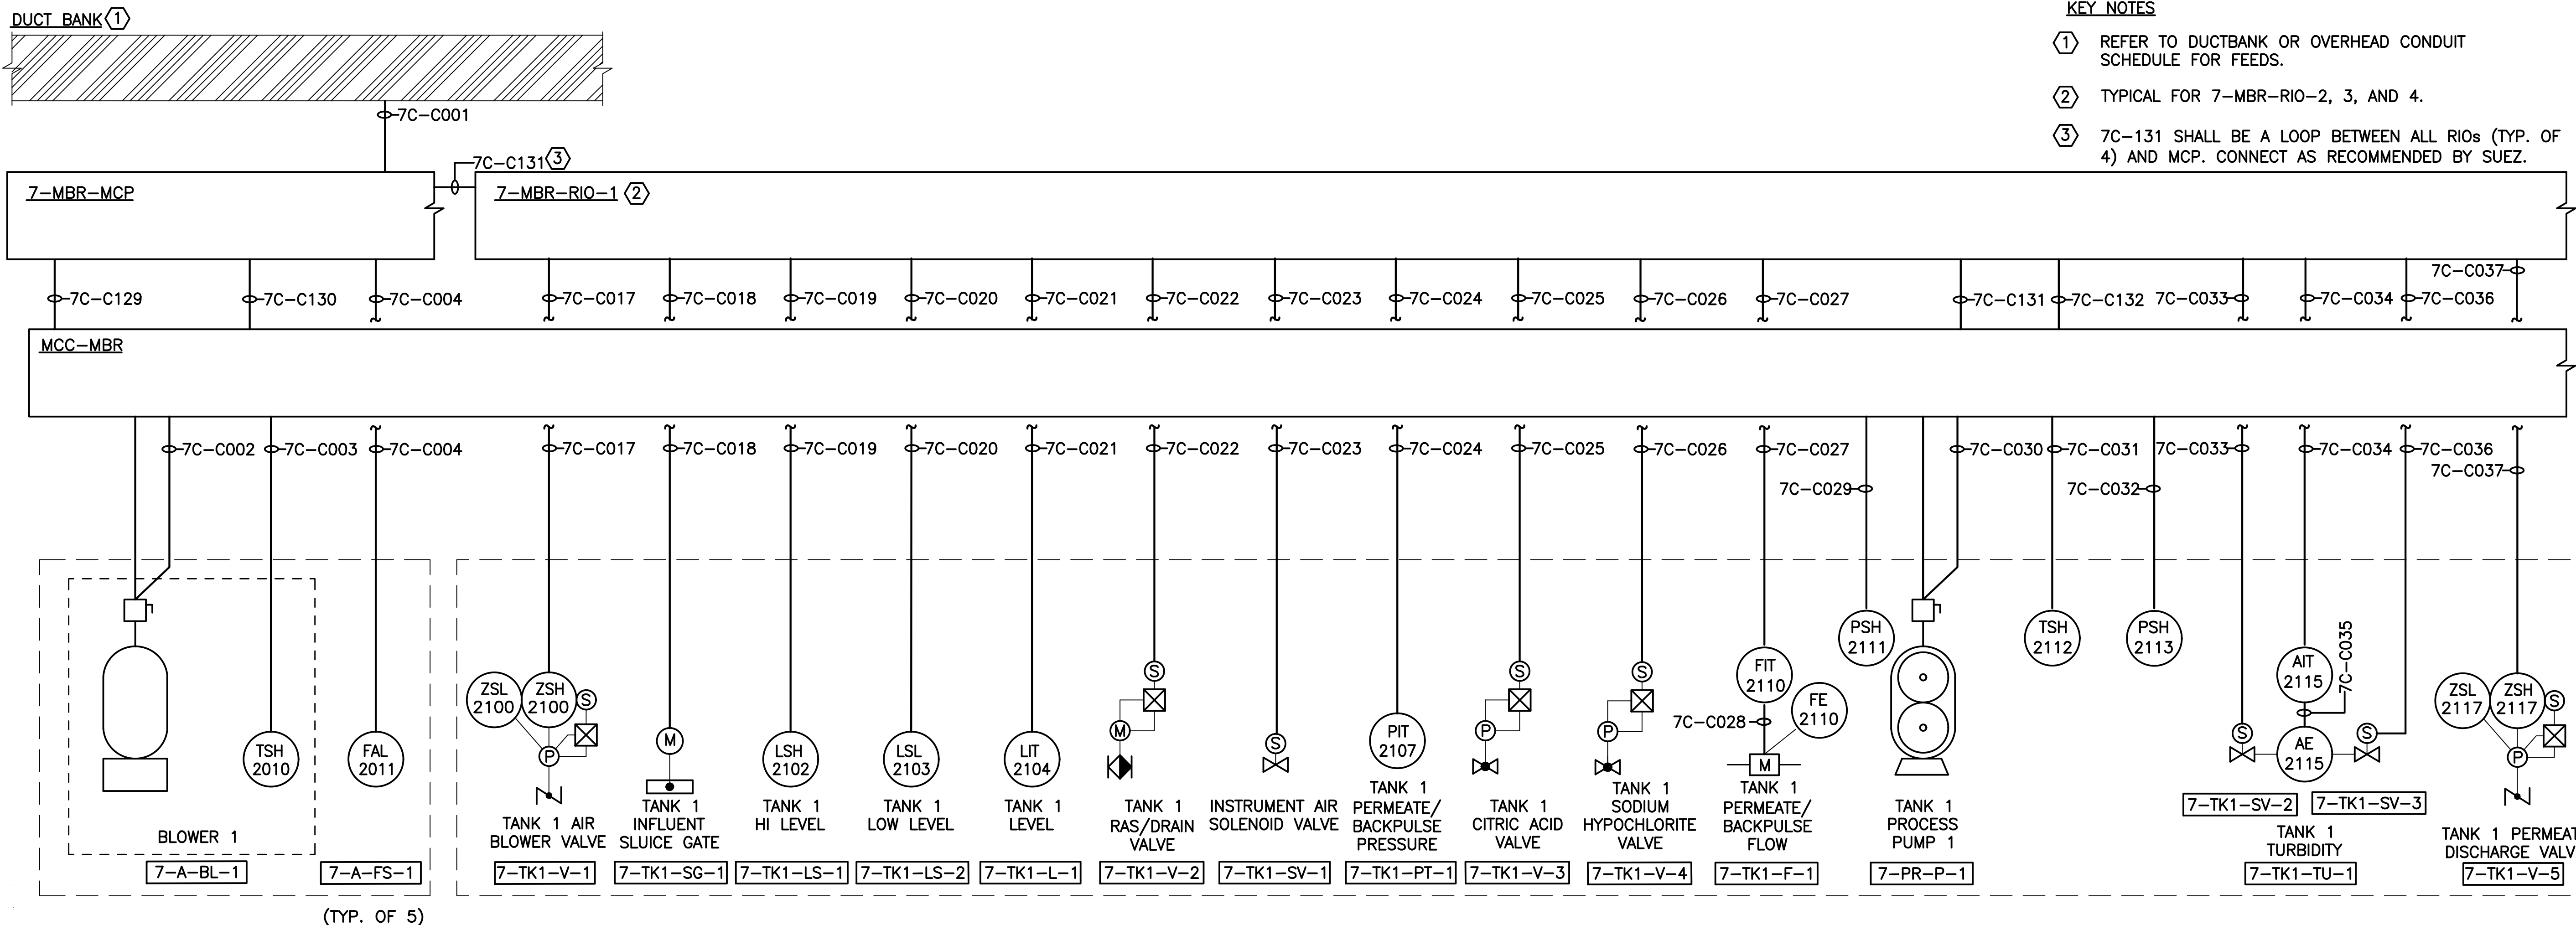 DUCT BANK 1
7C-C001
7C-C131 3
KEY NOTES
1 REFER TO DUCTBANK OR OVERHEAD CONDUIT
SCHEDULE FOR FEEDS.
2 TYPICAL FOR 7-MBR-RIO-2, 3, AND 4.
3 7C-131 SHALL BE A LOOP BETWEEN ALL RIOs (TYP. OF
4) AND MCP. CONNECT AS RECOMMENDED BY SUEZ.
7-MBR-MCP
7-MBR-RIO-1 2
7C-C037
7C-C129 7C-C130 7C-C004 7C-C017 7C-C018 7C-C019 7C-C020 7C-C021 7C-C022 7C-C023 7C-C024 7C-C025 7C-C026 7C-C027 7C-C131 7C-C132 7C-C033 7C-C034 7C-C036
MCC-MBR
7C-C002 7C-C003 7C-C004 7C-C017 7C-C018 7C-C019 7C-C020 7C-C021 7C-C022 7C-C023 7C-C024 7C-C025 7C-C026 7C-C027 7C-C030 7C-C031 7C-C033 7C-C034 7C-C036
7C-C037
7C-C029 7C-C032
TSH
2010
BLOWER 1
7-A-BL-1
FAL
2011
7-A-FS-1
(TYP. OF 5)
ZSL
2100
ZSH
2100
S
P
TANK 1 AIR
BLOWER VALVE
7-TK1-V-1
M
TANK 1
INFLUENT
SLUICE GATE
7-TK1-SG-1
LSH
2102
TANK 1
HI LEVEL
7-TK1-LS-1
LSL
2103
TANK 1
LOW LEVEL
7-TK1-LS-2
LIT
2104
TANK 1
LEVEL
7-TK1-L-1
S
M
TANK 1
RAS/DRAIN
VALVE
7-TK1-V-2
S
INSTRUMENT AIR
SOLENOID VALVE
7-TK1-SV-1
PIT
2107
TANK 1
PERMEATE/
BACKPULSE
PRESSURE
7-TK1-PT-1
S
P
TANK 1
CITRIC ACID
VALVE
7-TK1-V-3
S
P
TANK 1
SODIUM
HYPOCHLORITE
VALVE
7-TK1-V-4
FIT
2110
FE
2110
7C-C028
M
TANK 1
PERMEATE/
BACKPULSE
FLOW
7-TK1-F-1
PSH
2111
TANK 1
PROCESS
PUMP 1
7-PR-P-1
TSH
2112
PSH
2113
AIT
2115
7C-C035
S
AE
2115
S
7-TK1-SV-2 7-TK1-SV-3
TANK 1
TURBIDITY
7-TK1-TU-1
ZSL
2117
ZSH
2117
S
P
TANK 1 PERMEAT
DISCHARGE VALV
7-TK1-V-5